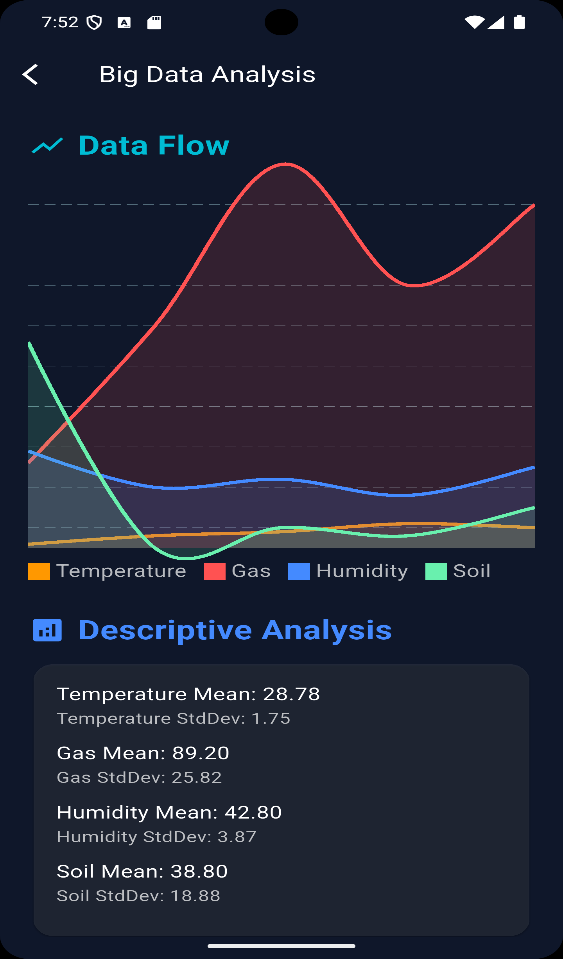 7:52
Big Data Analysis
Data Flow
Temperature Gas Humidity Soil
Descriptive Analysis
Temperature Mean: 28.78
Temperature StdDev: 1.75
Gas Mean: 89.20
Gas StdDev: 25.82
Humidity Mean: 42.80
Humidity StdDev: 3.87
Soil Mean: 38.80
Soil StdDev: 18.88